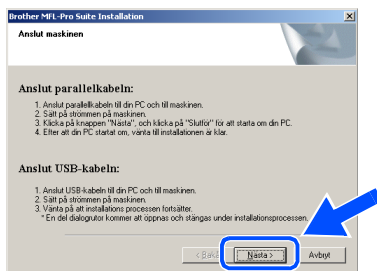 Brother MFL-Pro Suite Installation
Anslut maskinen
Anslut parallelkabeln:
1. Anslut parallellkabeln till din PC och till maskinen.
2. Sätt på strömmen på maskinen.
3. Klicka på knappen "Nästa", och klicka på "Slutför" för att starta om din PC.
4. Efter att din PC startat om, vänta till installationen är klar.
Anslut USB-kabeln:
1. Anslut USB-kabeln till din PC och till maskinen.
2. Sätt på strömmen på maskinen.
3. Vänta på att installations processen fortsätter.
* En del dialogrutor kommer att öppnas och stängas under installationsprocessen.
< Bakåt Nästa > Avbryt